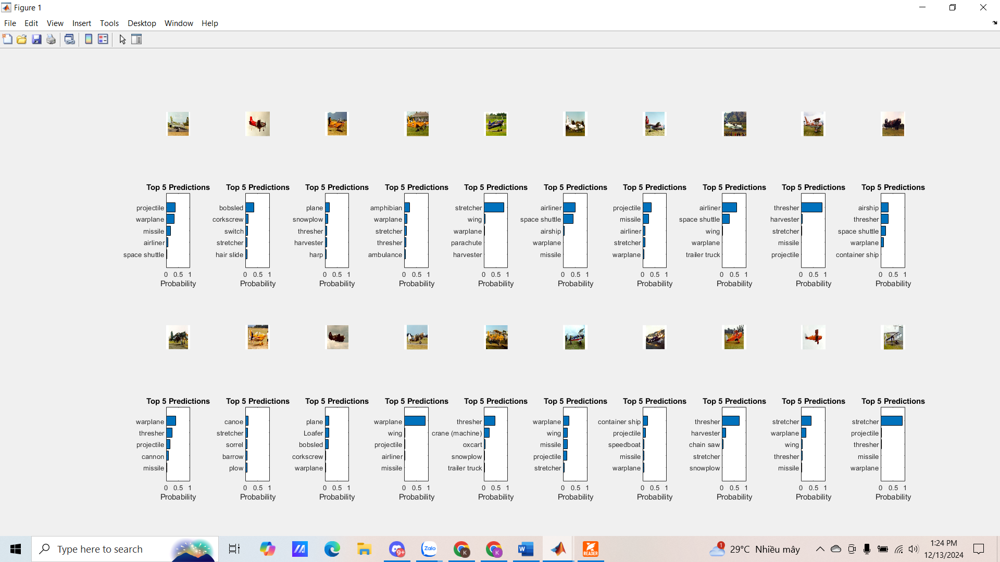 Figure 1
File Edit View Insert Tools Desktop Window Help
Top 5 Predictions Top 5 Predictions Top 5 Predictions Top 5 Predictions Top 5 Predictions Top 5 Predictions Top 5 Predictions Top 5 Predictions Top 5 Predictions Top 5 Predictions
projectile bobsled plane amphibian stretcher airliner projectile airliner thresher airship
warplane corkscrew snowplow warplane wing space shuttle missile space shuttle harvester thresher
missile switch thresher stretcher warplane airship airliner wing stretcher space shuttle
airliner stretcher harvester thresher parachute warplane stretcher warplane missile warplane
space shuttle hair slide harp ambulance harvester missile warplane trailer truck projectile container ship
0 0.5 1 0 0.5 1 0 0.5 1 0 0.5 1 0 0.5 1 0 0.5 1 0 0.5 1 0 0.5 1 0 0.5 1 0 0.5 1
Probability Probability Probability Probability Probability Probability Probability Probability Probability Probability
Top 5 Predictions Top 5 Predictions Top 5 Predictions Top 5 Predictions Top 5 Predictions Top 5 Predictions Top 5 Predictions Top 5 Predictions Top 5 Predictions Top 5 Predictions
warplane canoe plane warplane thresher warplane container ship thresher stretcher stretcher
thresher stretcher Loafer wing crane (machine) wing projectile harvester warplane projectile
projectile sorrel bobsled projectile oxcart missile speedboat chain saw wing thresher
cannon barrow corkscrew airliner snowplow projectile missile stretcher thresher missile
missile plow warplane missile trailer truck stretcher warplane snowplow missile warplane
0 0.5 1 0 0.5 1 0 0.5 1 0 0.5 1 0 0.5 1 0 0.5 1 0 0.5 1 0 0.5 1 0 0.5 1 0 0.5 1
Probability Probability Probability Probability Probability Probability Probability Probability Probability Probability
Type here to search 9+ Zalo K K W READER 1 29°C Nhiều mây 1:24 PM
12/13/2024